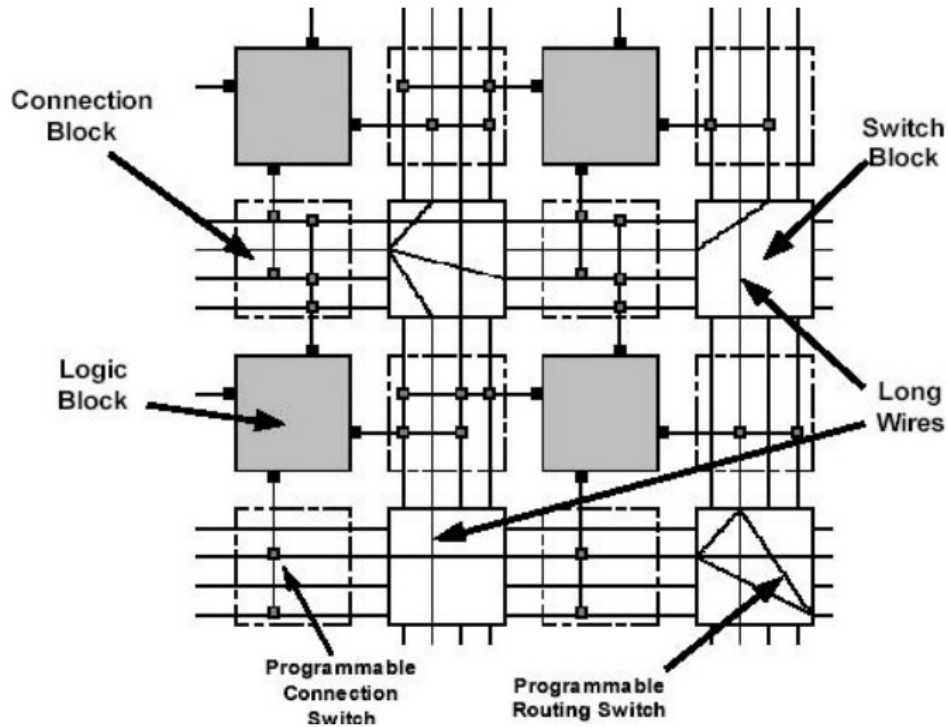 Connection
Block
Switch
Block
Logic
Block
Long
Wires
Programmable
Connection
Switch
Programmable
Routing Switch